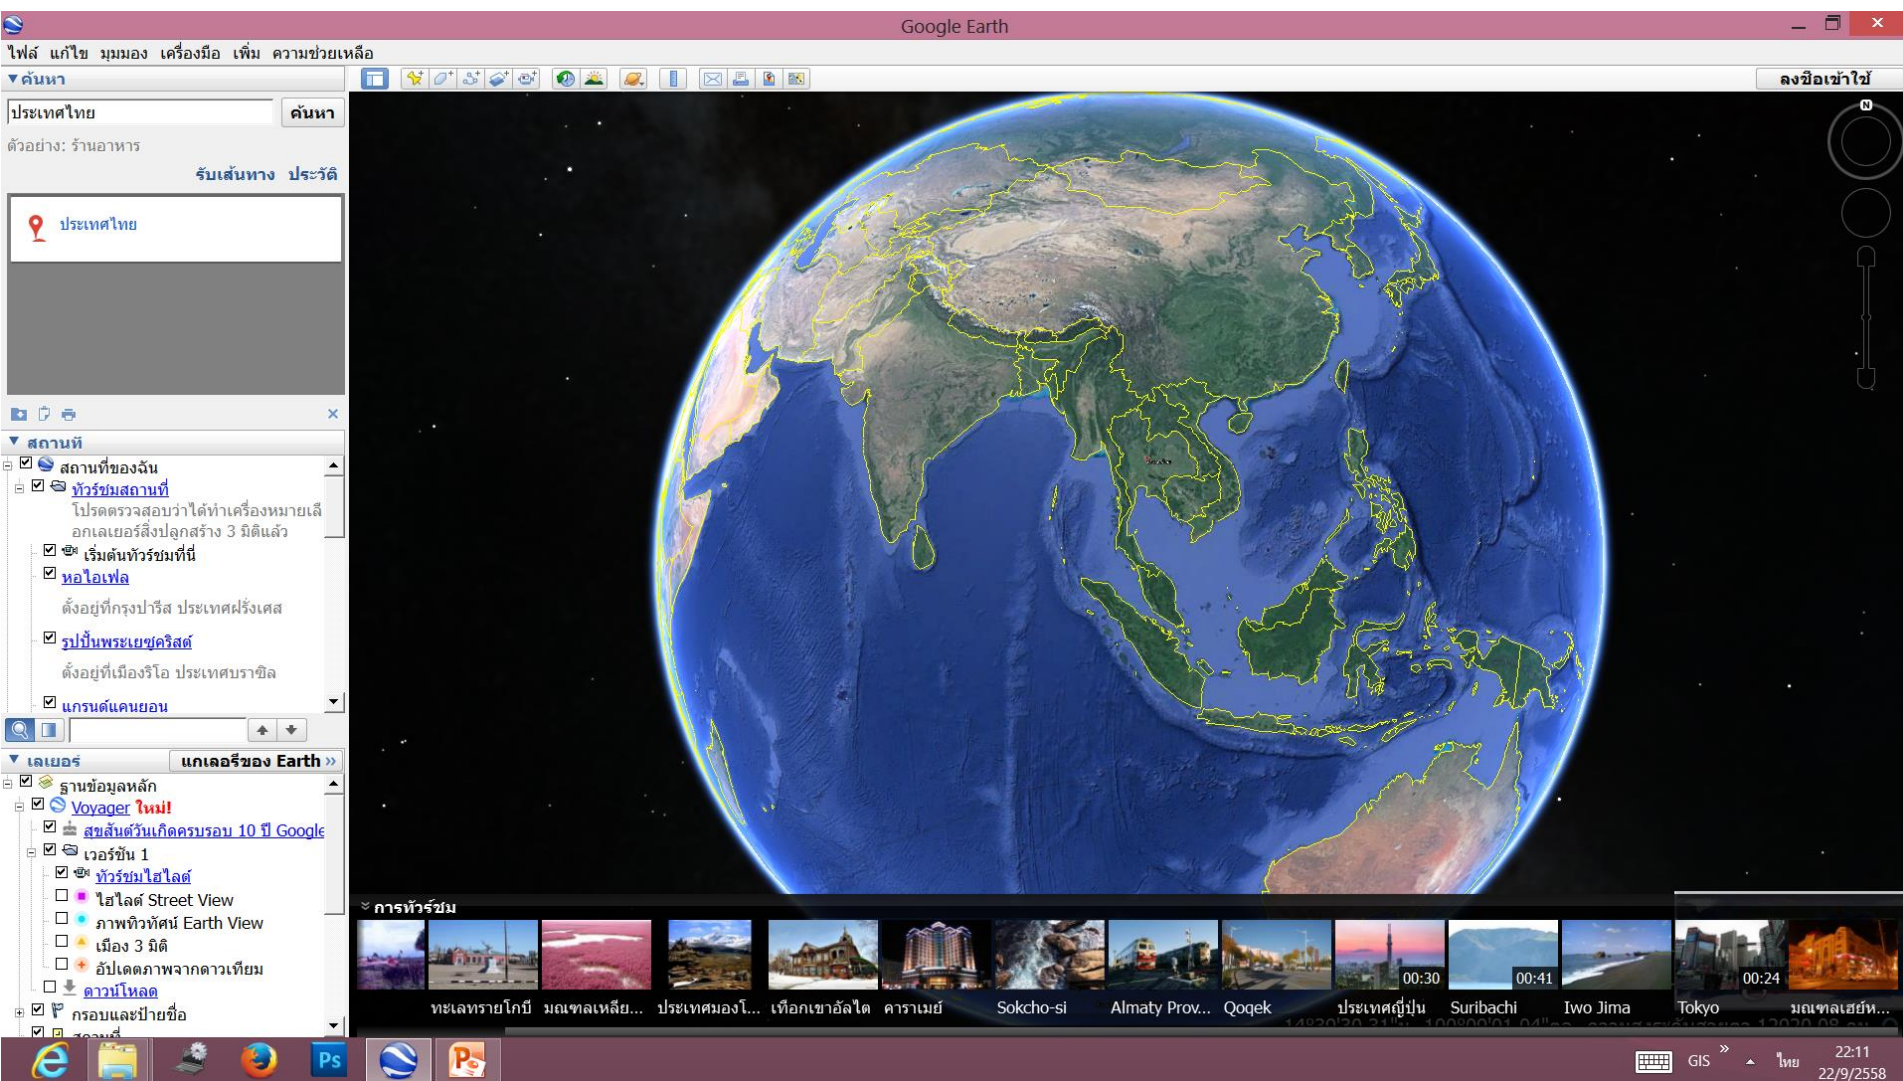 Google Earth
ไฟล์ แก้ไข มุมมอง เครื่องมือ เพิ่ม ความช่วยเหลือ
ค้นหา
ลงชื่อเข้าใช้
ประเทศไทย
ค้นหา
ตัวอย่าง: ร้านอาหาร
รับเส้นทาง ประวัติ
ประเทศไทย
N
สถานที่
สถานที่ของฉัน
ทัวร์ชมสถานที่
โปรดตรวจสอบว่าได้ทำเครื่องหมายเลื
อกเลเยอร์สิ่งปลูกสร้าง 3 มิติแล้ว
เริ่มต้นทัวร์ชมที่นี่
หอไอเฟล
ตั้งอยู่ที่กรุงปารีส ประเทศฝรั่งเศส
รูปปั้นพระเยซูคริสต์
ตั้งอยู่ที่เมืองริโอ ประเทศบราซิล
แกรนด์แคนยอน
เลเยอร์
แกเลอรีของ Earth »
ฐานข้อมูลหลัก
Voyager ใหม่!
สุขสันต์วันเกิดครบรอบ 10 ปี Google
เวอร์ชัน 1
ทัวร์ชมไฮไลต์
ไฮไลต์ Street View
ภาพทิวทัศน์ Earth View
เมือง 3 มิติ
อัปเดตภาพจากดาวเทียม
ดาวน์โหลด
กรอบและป้ายชื่อ
สถานที่
การทัวร์ชม
00:30
00:41
00:24
ทะเลทรายโกบี มณฑลเหลีย... ประเทศมองโ... เทือกเขาอัลไต คาราเมย์ Sokcho-si Almaty Prov... Qoqek ประเทศญี่ปุ่น Suribachi Iwo Jima Tokyo มณฑลเฮย์ห...
Ps
GIS
ไทย
22:11
22/9/2558